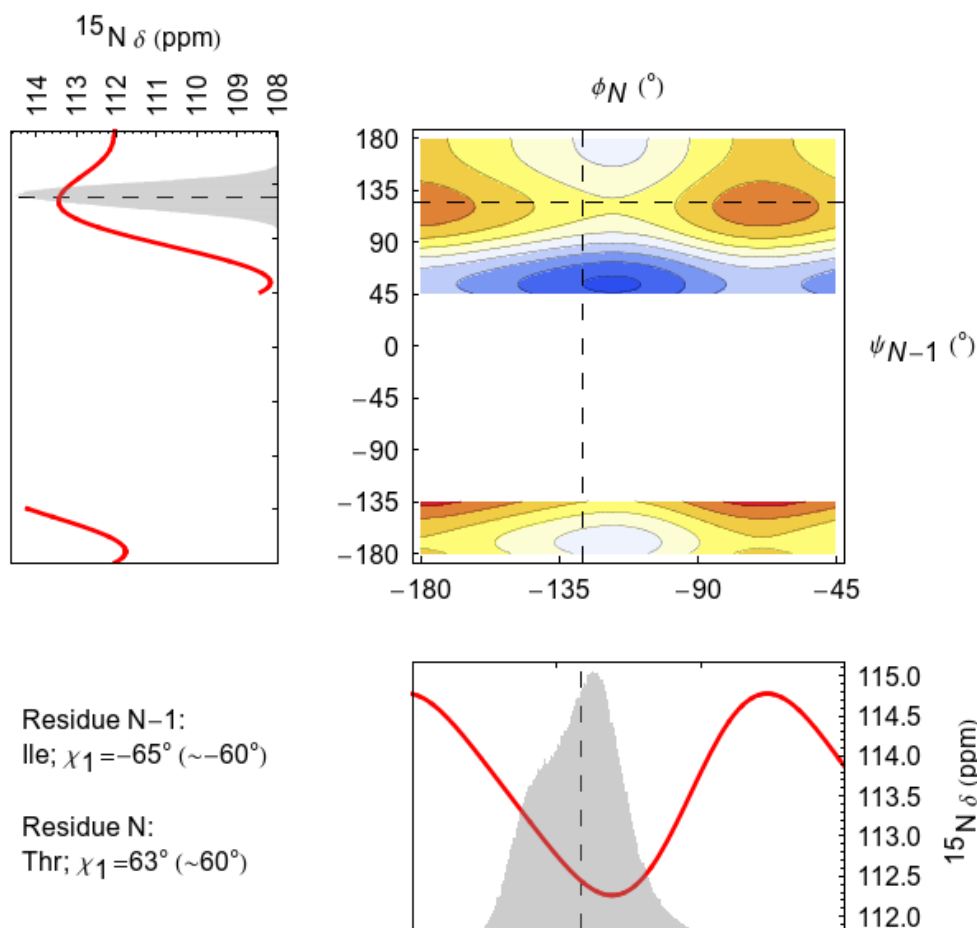 15N δ (ppm)
114 113 112 111 110 109 108
ϕN (°)
180
135
90
45
0
−45
−90
−135
−180
ψN−1 (°)
−180 −135 −90 −45
115.0
114.5
114.0
113.5
113.0
112.5
112.0
15N δ (ppm)
Residue N−1:
Ile; χ1=−65° (~−60°)
Residue N:
Thr; χ1=63° (~60°)